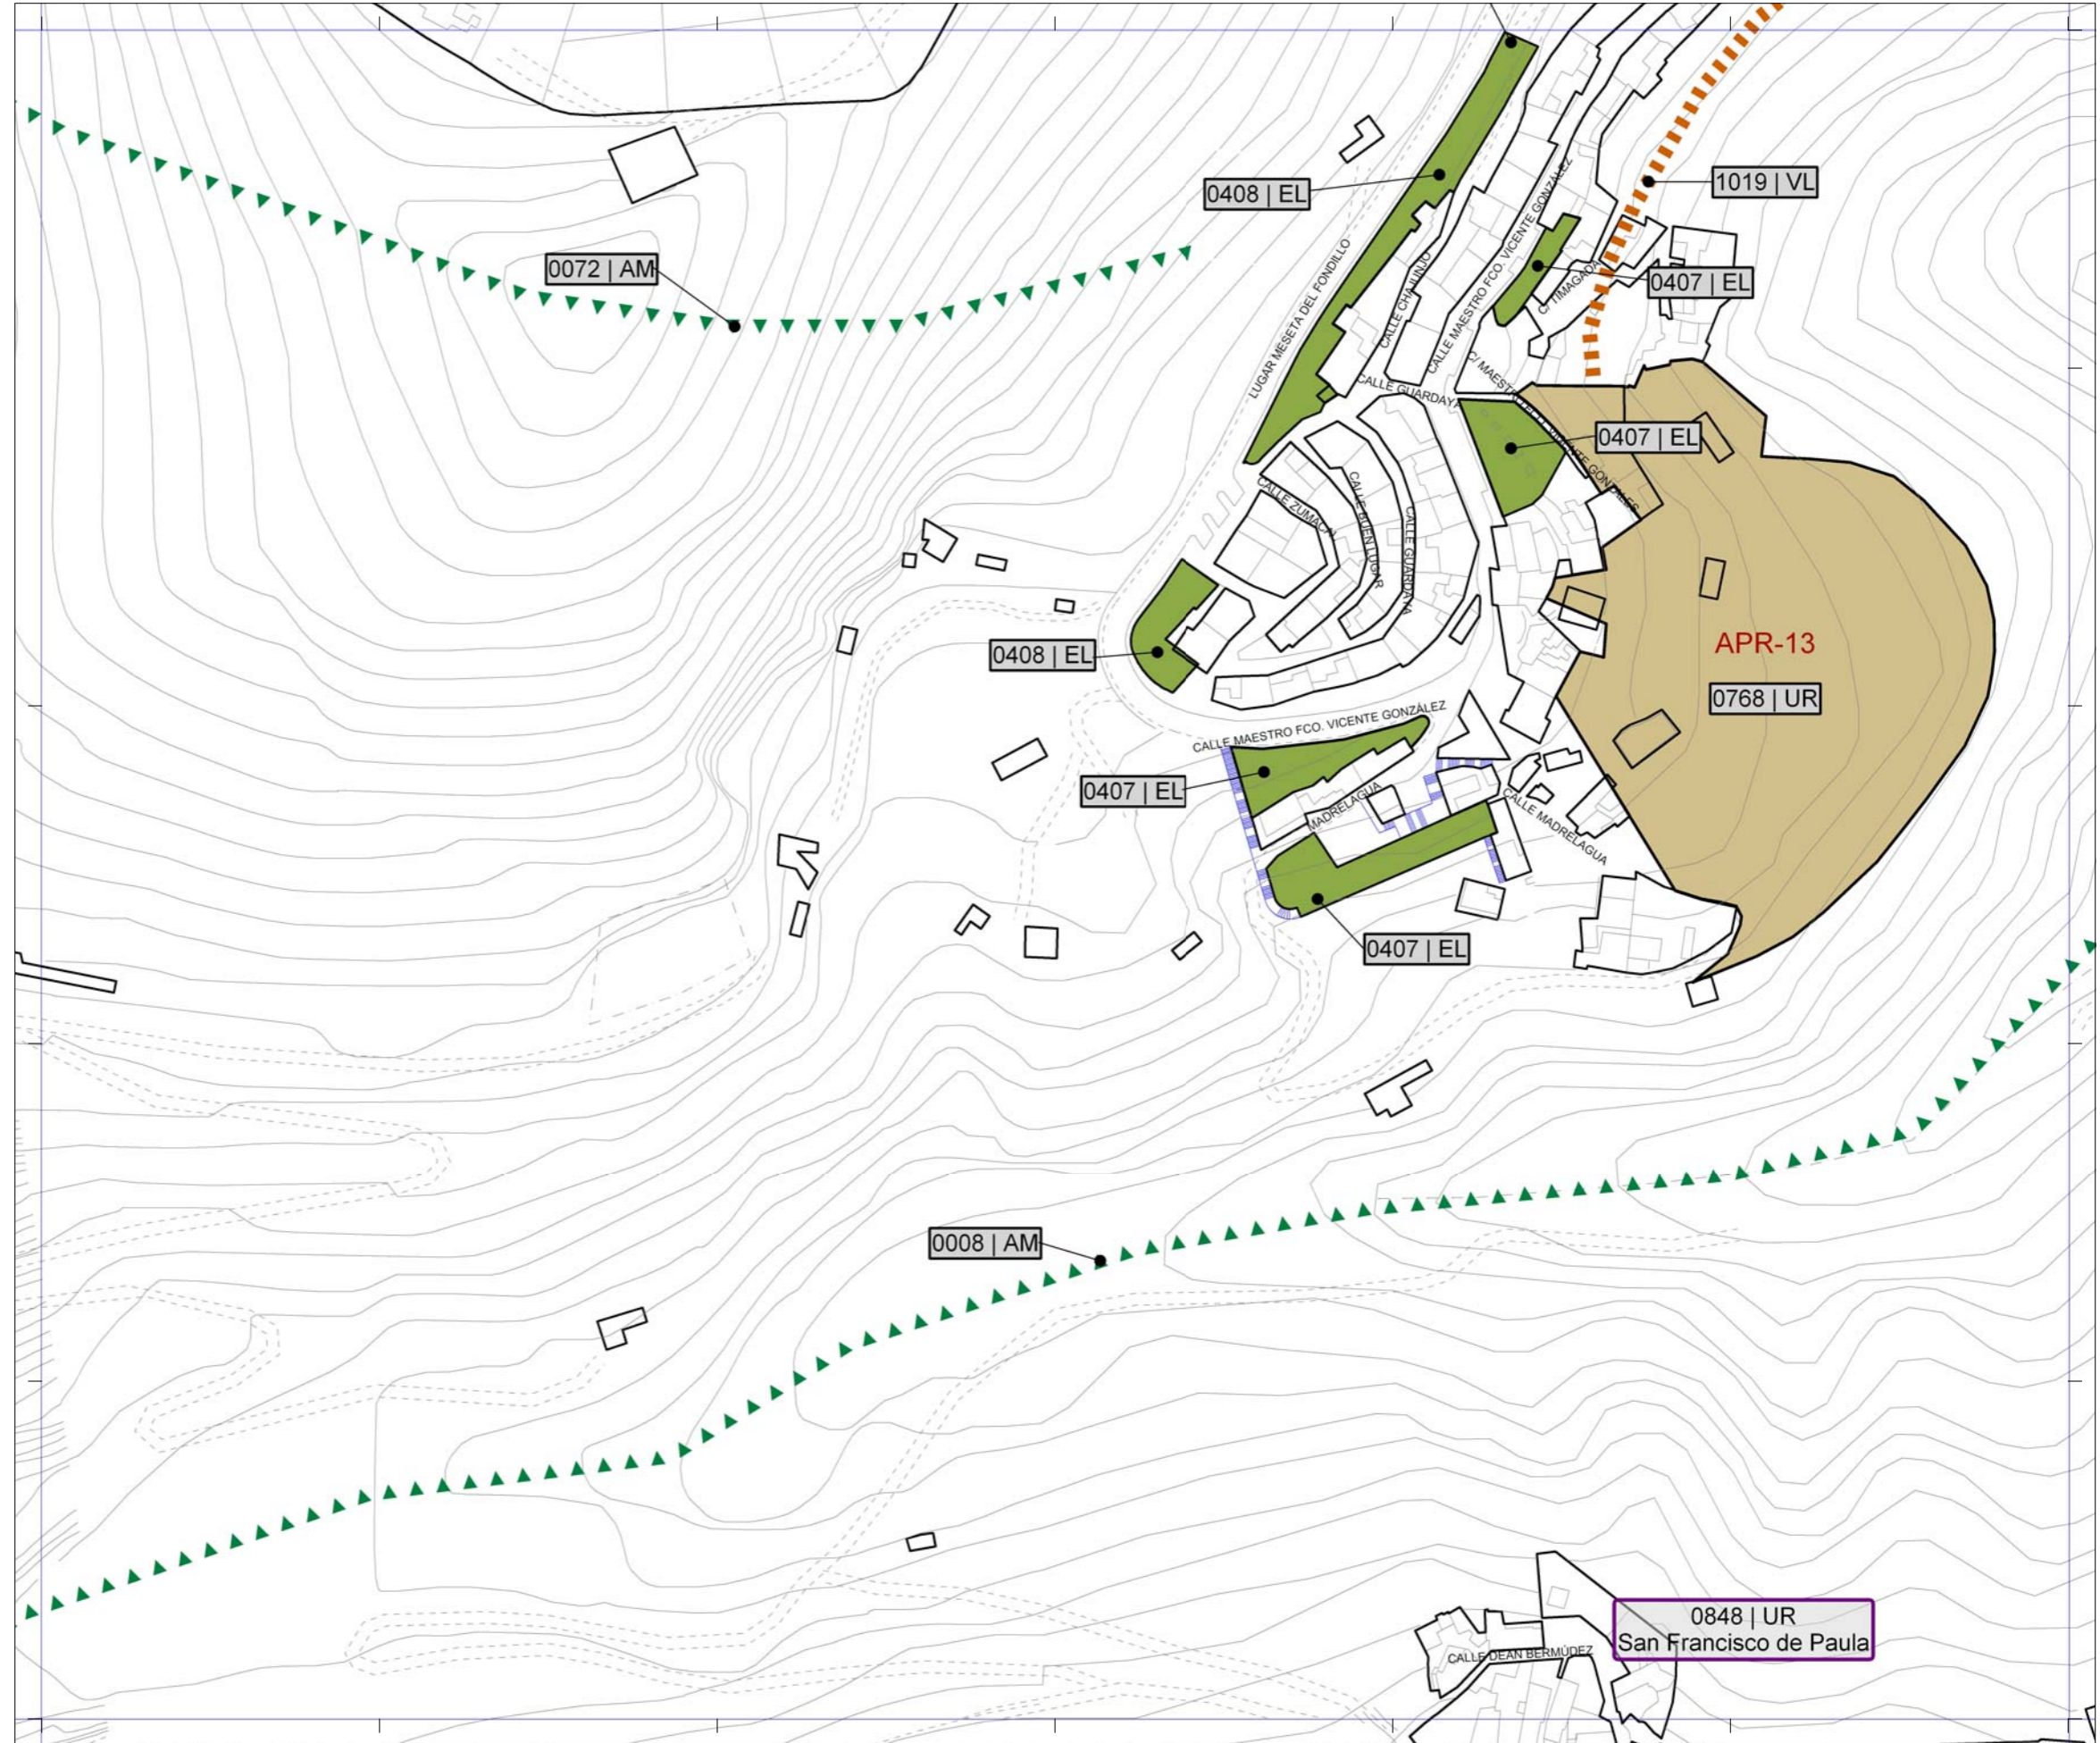 0408 | EL
1019 | VL
0072 | AM
0407 | EL
CALLE MAESTRO FCO. VICENTE GONZÁLEZ
LUGAR MESETA DEL FONDILLO
CALLE CHAJUNJO
C/ TIMAGADA
CALLE GUARDAYA
0407 | EL
CALLE ZUMACAL
CALLE BUEN LUGAR
CALLE GUARDAYA
0408 | EL
APR-13
0768 | UR
CALLE MAESTRO FCO. VICENTE GONZÁLEZ
0407 | EL
MADRELAGUA
CALLE MADRELAGUA
0407 | EL
0008 | AM
0848 | UR
San Francisco de Paula
CALLE DEAN BERMÚDEZ